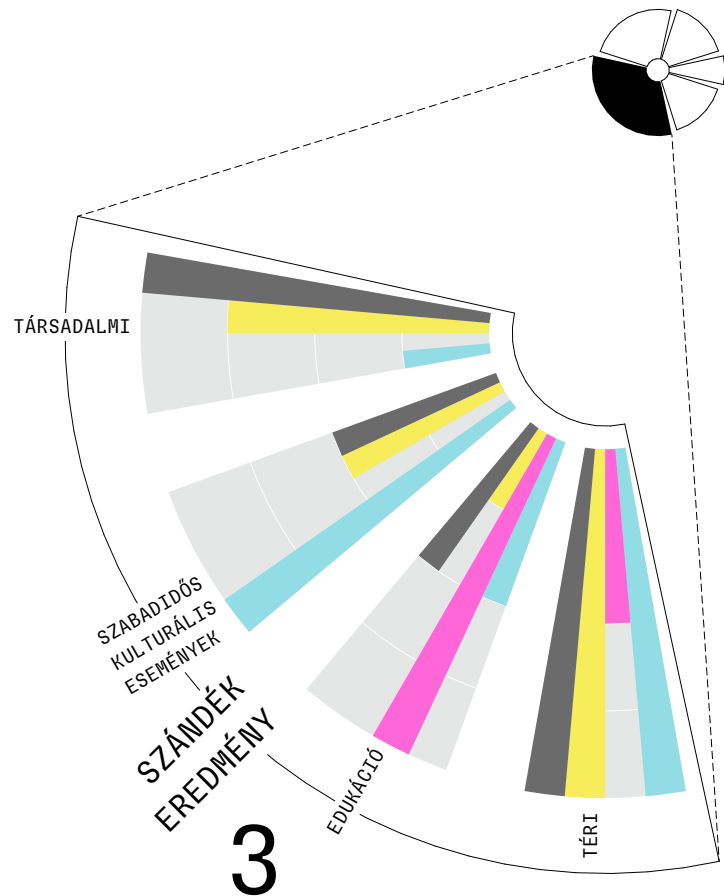 TÁRSADALMI
SZABADIDŐS
KULTURÁLIS
ESEMÉNYEK
SZÁNDÉK
EREDMÉNY
3
EDUKÁCIÓ
TÉRI